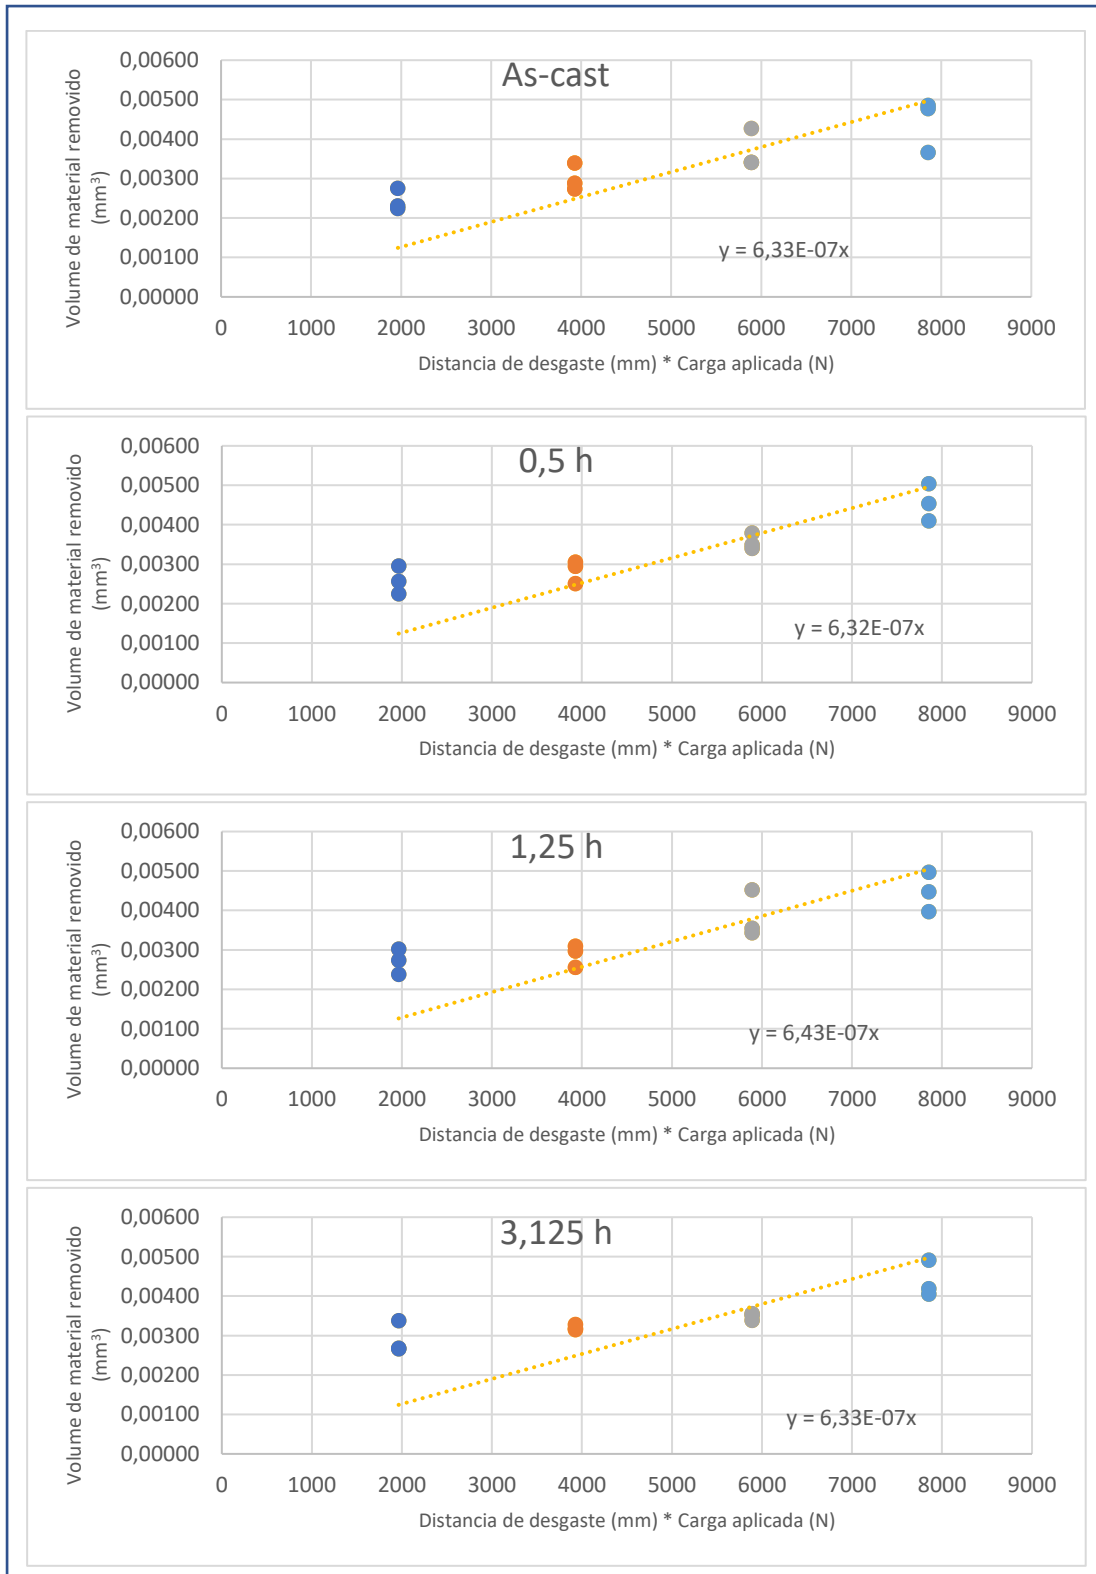 As-cast
Volume de material removido
(mm³)
0,00600
0,00500
0,00400
0,00300
0,00200
0,00100
0,00000
y = 6,33E-07x
0 1000 2000 3000 4000 5000 6000 7000 8000 9000
Distancia de desgaste (mm) * Carga aplicada (N)
0,5 h
Volume de material removido
(mm³)
0,00600
0,00500
0,00400
0,00300
0,00200
0,00100
0,00000
y = 6,32E-07x
0 1000 2000 3000 4000 5000 6000 7000 8000 9000
Distancia de desgaste (mm) * Carga aplicada (N)
1,25 h
Volume de material removido
(mm³)
0,00600
0,00500
0,00400
0,00300
0,00200
0,00100
0,00000
y = 6,43E-07x
0 1000 2000 3000 4000 5000 6000 7000 8000 9000
Distancia de desgaste (mm) * Carga aplicada (N)
3,125 h
Volume de material removido
(mm³)
0,00600
0,00500
0,00400
0,00300
0,00200
0,00100
0,00000
y = 6,33E-07x
0 1000 2000 3000 4000 5000 6000 7000 8000 9000
Distancia de desgaste (mm) * Carga aplicada (N)